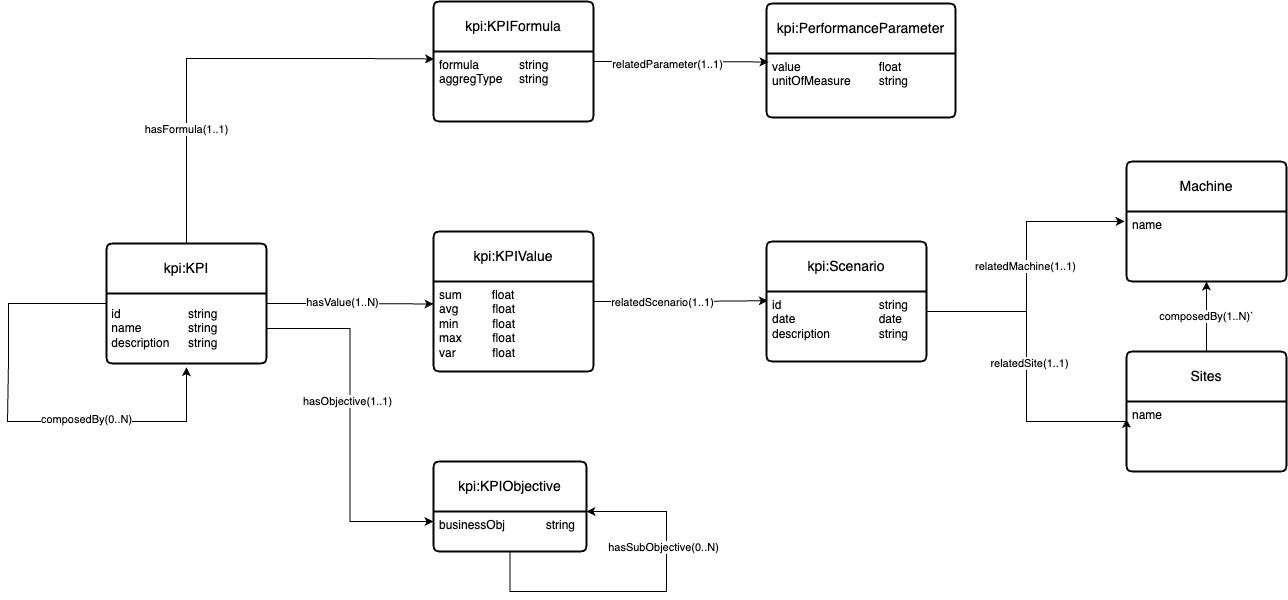 kpi:KPIFormula
formula string
aggregType string
relatedParameter(1..1)
kpi:PerformanceParameter
value float
unitOfMeasure string
hasFormula(1..1)
kpi:KPI
id string
name string
description string
composedBy(0..N)
hasValue(1..N)
kpi:KPIValue
sum float
avg float
min float
max float
var float
relatedScenario(1..1)
kpi:Scenario
id string
date date
description string
relatedMachine(1..1)
Machine
name
composedBy(1..N)`
relatedSite(1..1)
Sites
name
hasObjective(1..1)
kpi:KPIObjective
businessObj string
hasSubObjective(0..N)